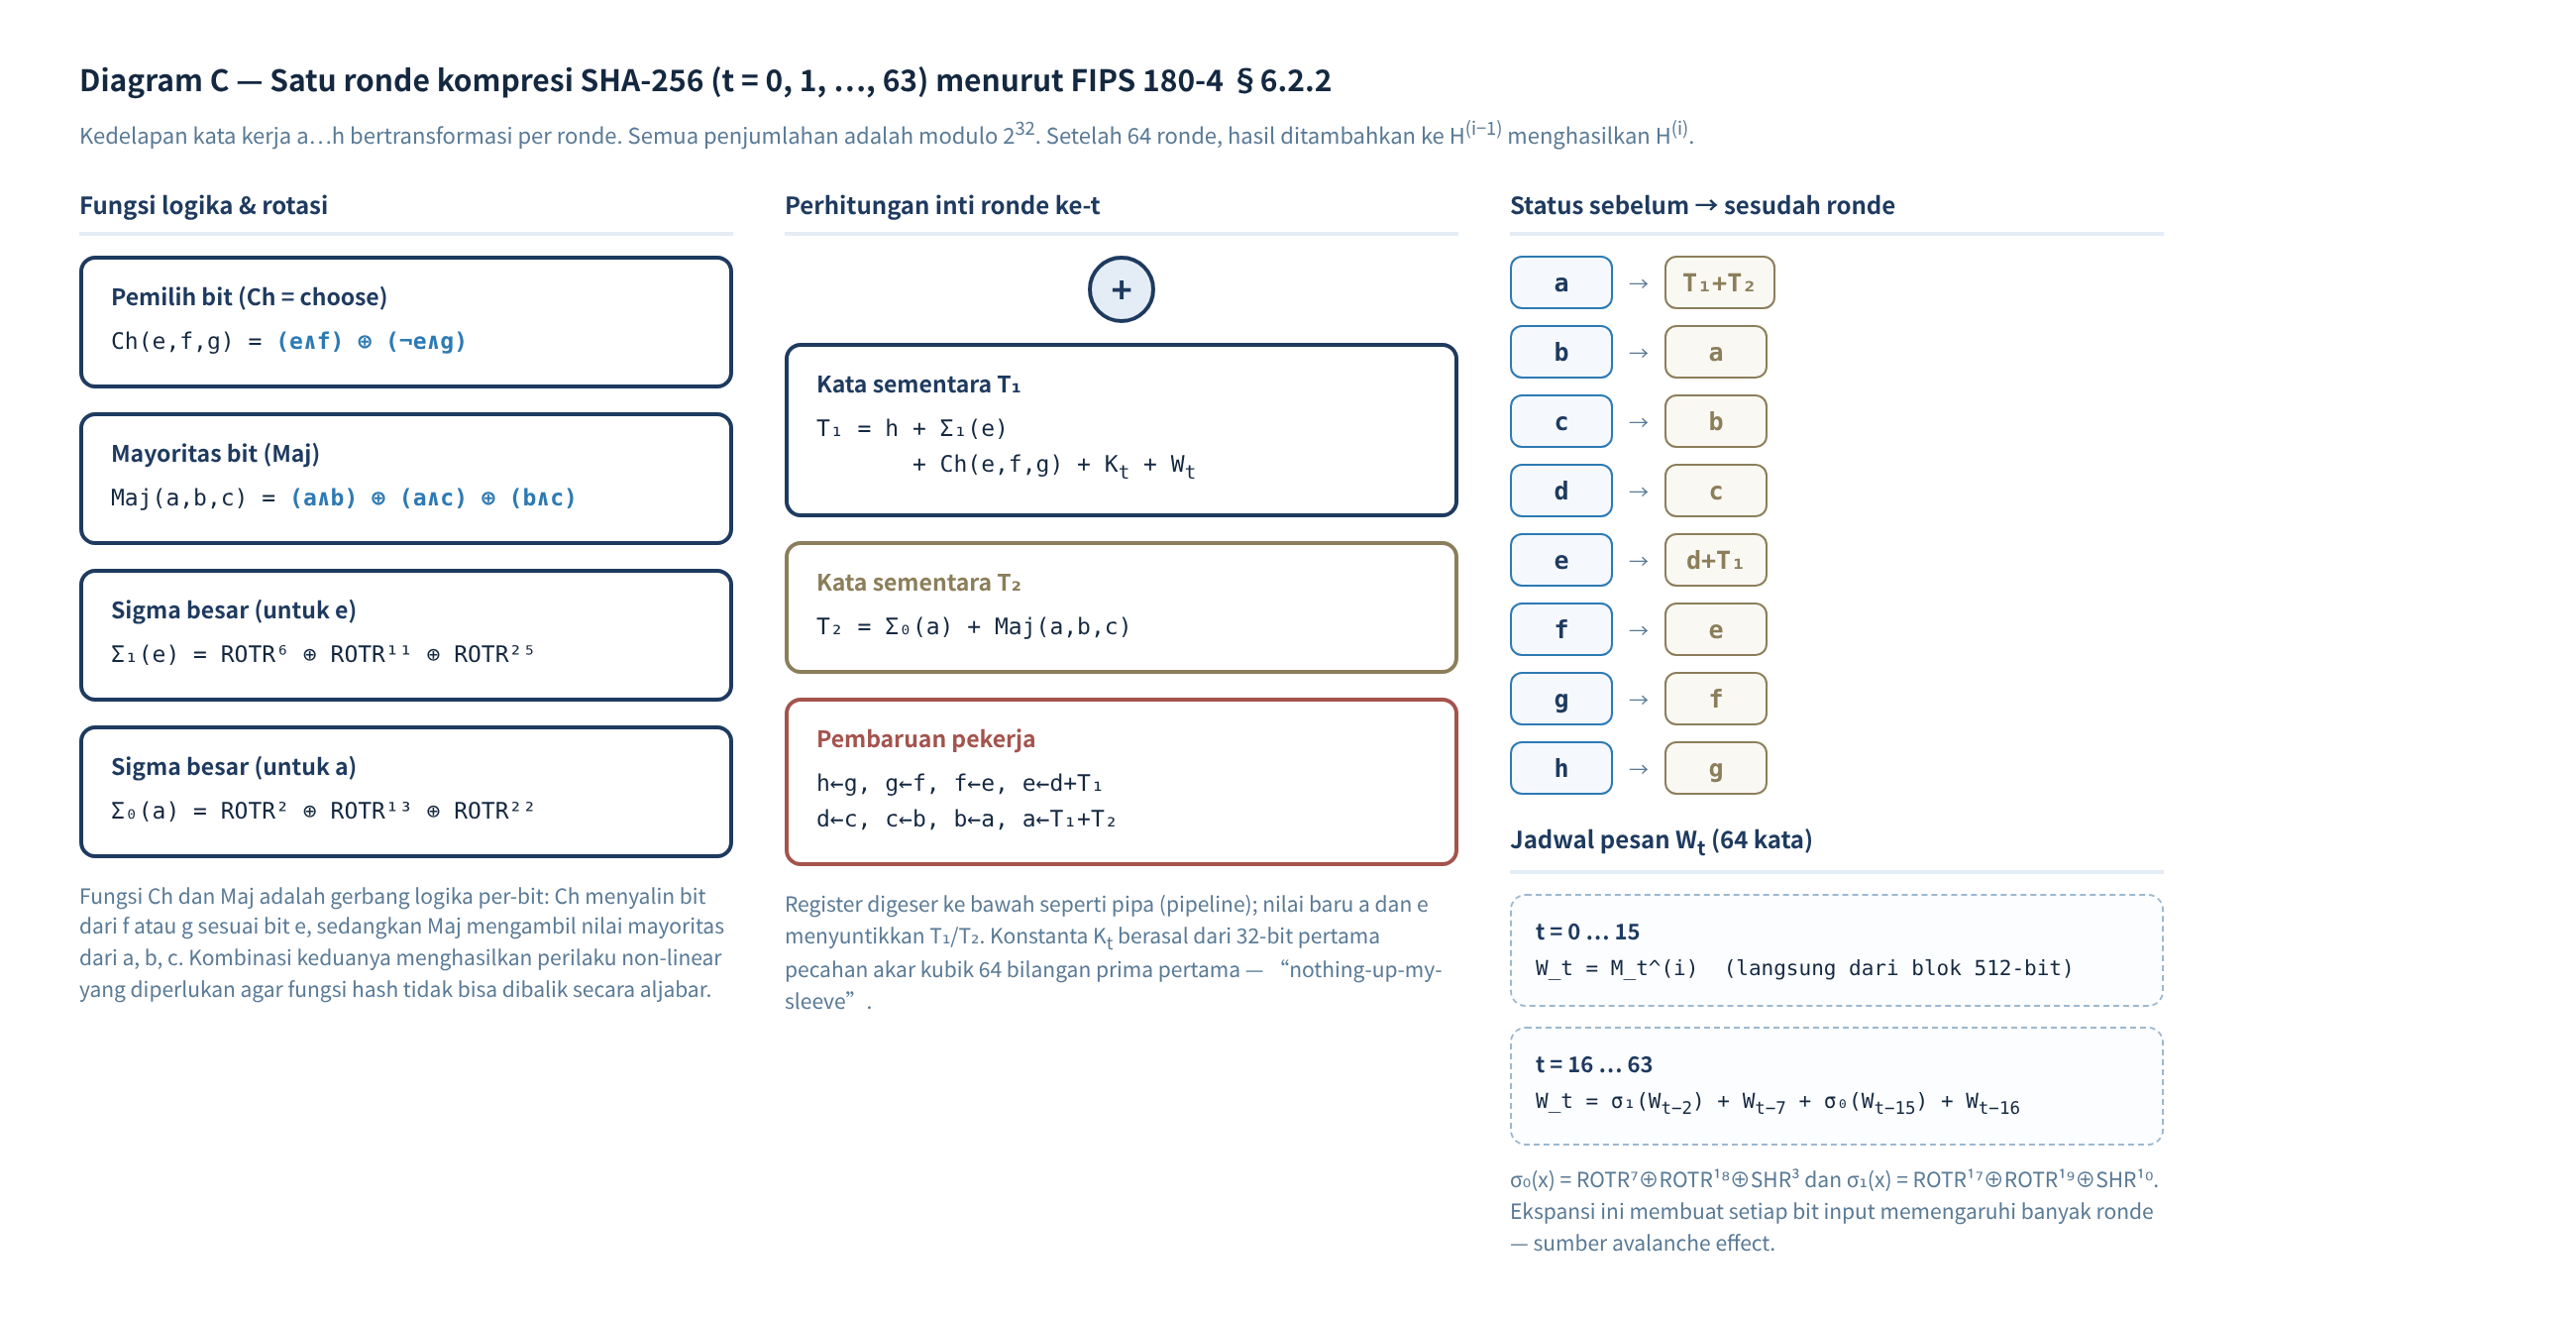 Diagram C — Satu ronde kompresi SHA-256 (t = 0, 1, …, 63) menurut FIPS 180-4 §6.2.2
Kedelapan kata kerja a…h bertransformasi per ronde. Semua penjumlahan adalah modulo 2³². Setelah 64 ronde, hasil ditambahkan ke H⁽ⁱ⁻¹⁾ menghasilkan H⁽ⁱ⁾.
Fungsi logika & rotasi
Pemilih bit (Ch = choose)
Ch(e,f,g) = (e∧f) ⊕ (¬e∧g)
Mayoritas bit (Maj)
Maj(a,b,c) = (a∧b) ⊕ (a∧c) ⊕ (b∧c)
Sigma besar (untuk e)
Σ₁(e) = ROTR⁶ ⊕ ROTR¹¹ ⊕ ROTR²⁵
Sigma besar (untuk a)
Σ₀(a) = ROTR² ⊕ ROTR¹³ ⊕ ROTR²²
Fungsi Ch dan Maj adalah gerbang logika per-bit: Ch menyalin bit
dari f atau g sesuai bit e, sedangkan Maj mengambil nilai mayoritas
dari a, b, c. Kombinasi keduanya menghasilkan perilaku non-linear
yang diperlukan agar fungsi hash tidak bisa dibalik secara aljabar.
Perhitungan inti ronde ke-t
+
Kata sementara T₁
T₁ = h + Σ₁(e)
+ Ch(e,f,g) + Kₜ + Wₜ
Kata sementara T₂
T₂ = Σ₀(a) + Maj(a,b,c)
Pembaruan pekerja
h←g, g←f, f←e, e←d+T₁
d←c, c←b, b←a, a←T₁+T₂
Register digeser ke bawah seperti pipa (pipeline); nilai baru a dan e
menyuntikkan T₁/T₂. Konstanta Kₜ berasal dari 32-bit pertama
pecahan akar kubik 64 bilangan prima pertama — “nothing-up-my-
sleeve”.
Status sebelum → sesudah ronde
a → T₁+T₂
b → a
c → b
d → c
e → d+T₁
f → e
g → f
h → g
Jadwal pesan Wₜ (64 kata)
t = 0 … 15
W_t = M_t^(i) (langsung dari blok 512-bit)
t = 16 … 63
W_t = σ₁(Wₜ₋₂) + Wₜ₋₇ + σ₀(Wₜ₋₁₅) + Wₜ₋₁₆
σ₀(x) = ROTR⁷⊕ROTR¹⁸⊕SHR³ dan σ₁(x) = ROTR¹⁷⊕ROTR¹⁹⊕SHR¹⁰.
Ekspansi ini membuat setiap bit input memengaruhi banyak ronde
— sumber avalanche effect.